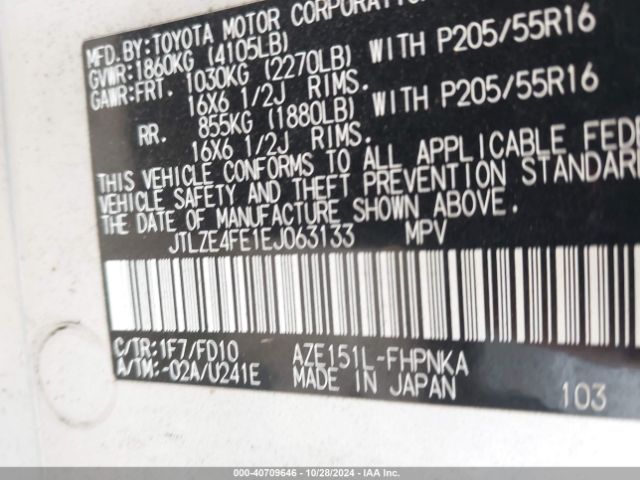 MFD.BY:TOYOTA MOTOR CORPORATION
GVWR:1860KG (4105LB)
GAWR:FRT. 1030KG (2270LB) WITH P205/55R16
16X6 1/2J RIMS.
RR. 855KG (1880LB) WITH P205/55R16
16X6 1/2J RIMS.
THIS VEHICLE CONFORMS TO ALL APPLICABLE FEDE
VEHICLE SAFETY AND THEFT PREVENTION STANDARD
THE DATE OF MANUFACTURE SHOWN ABOVE.
JTLZE4FE1EJ063133 MPV
C/TR:1F7/FD10 AZE151L-FHPNKA
A/TM:-02A/U241E MADE IN JAPAN 103
000-40709646 - 10/28/2024 - IAA Inc.